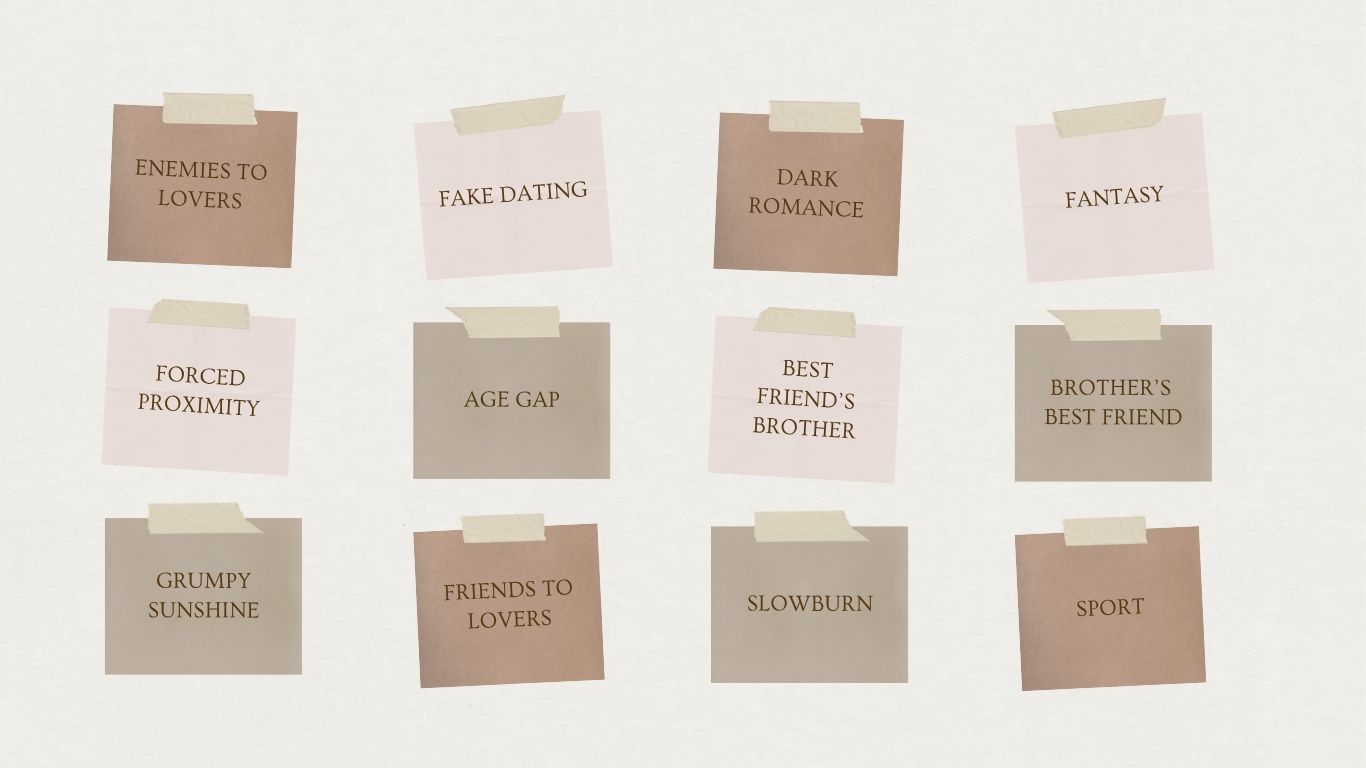 ENEMIES TO
LOVERS
FAKE DATING
DARK
ROMANCE
FANTASY
FORCED
PROXIMITY
AGE GAP
BEST
FRIEND’S
BROTHER
BROTHER’S
BEST FRIEND
GRUMPY
SUNSHINE
FRIENDS TO
LOVERS
SLOWBURN
SPORT